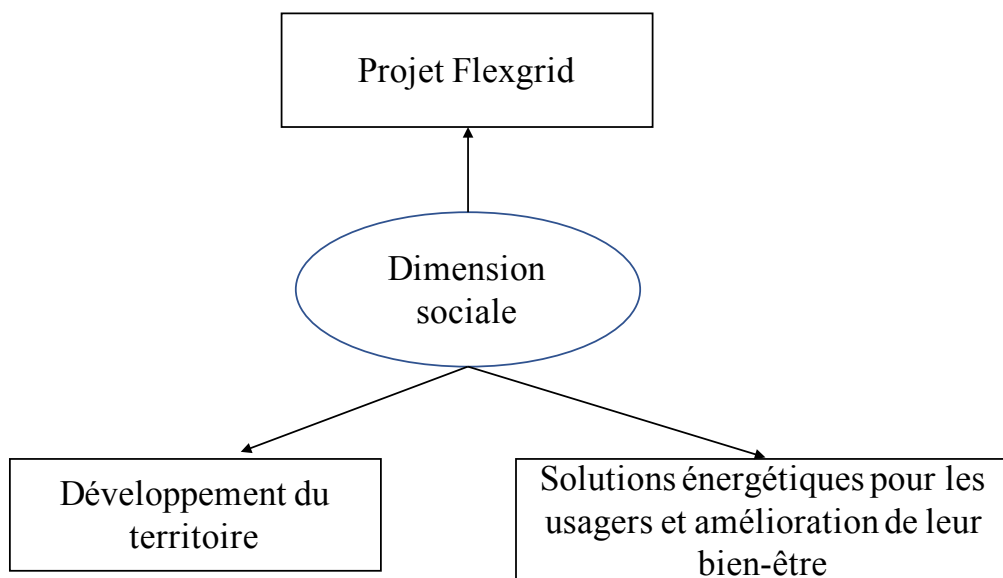 Projet Flexgrid
Dimension
sociale
Développement du
territoire
Solutions énergétiques pour les
usagers et amélioration de leur
bien-être